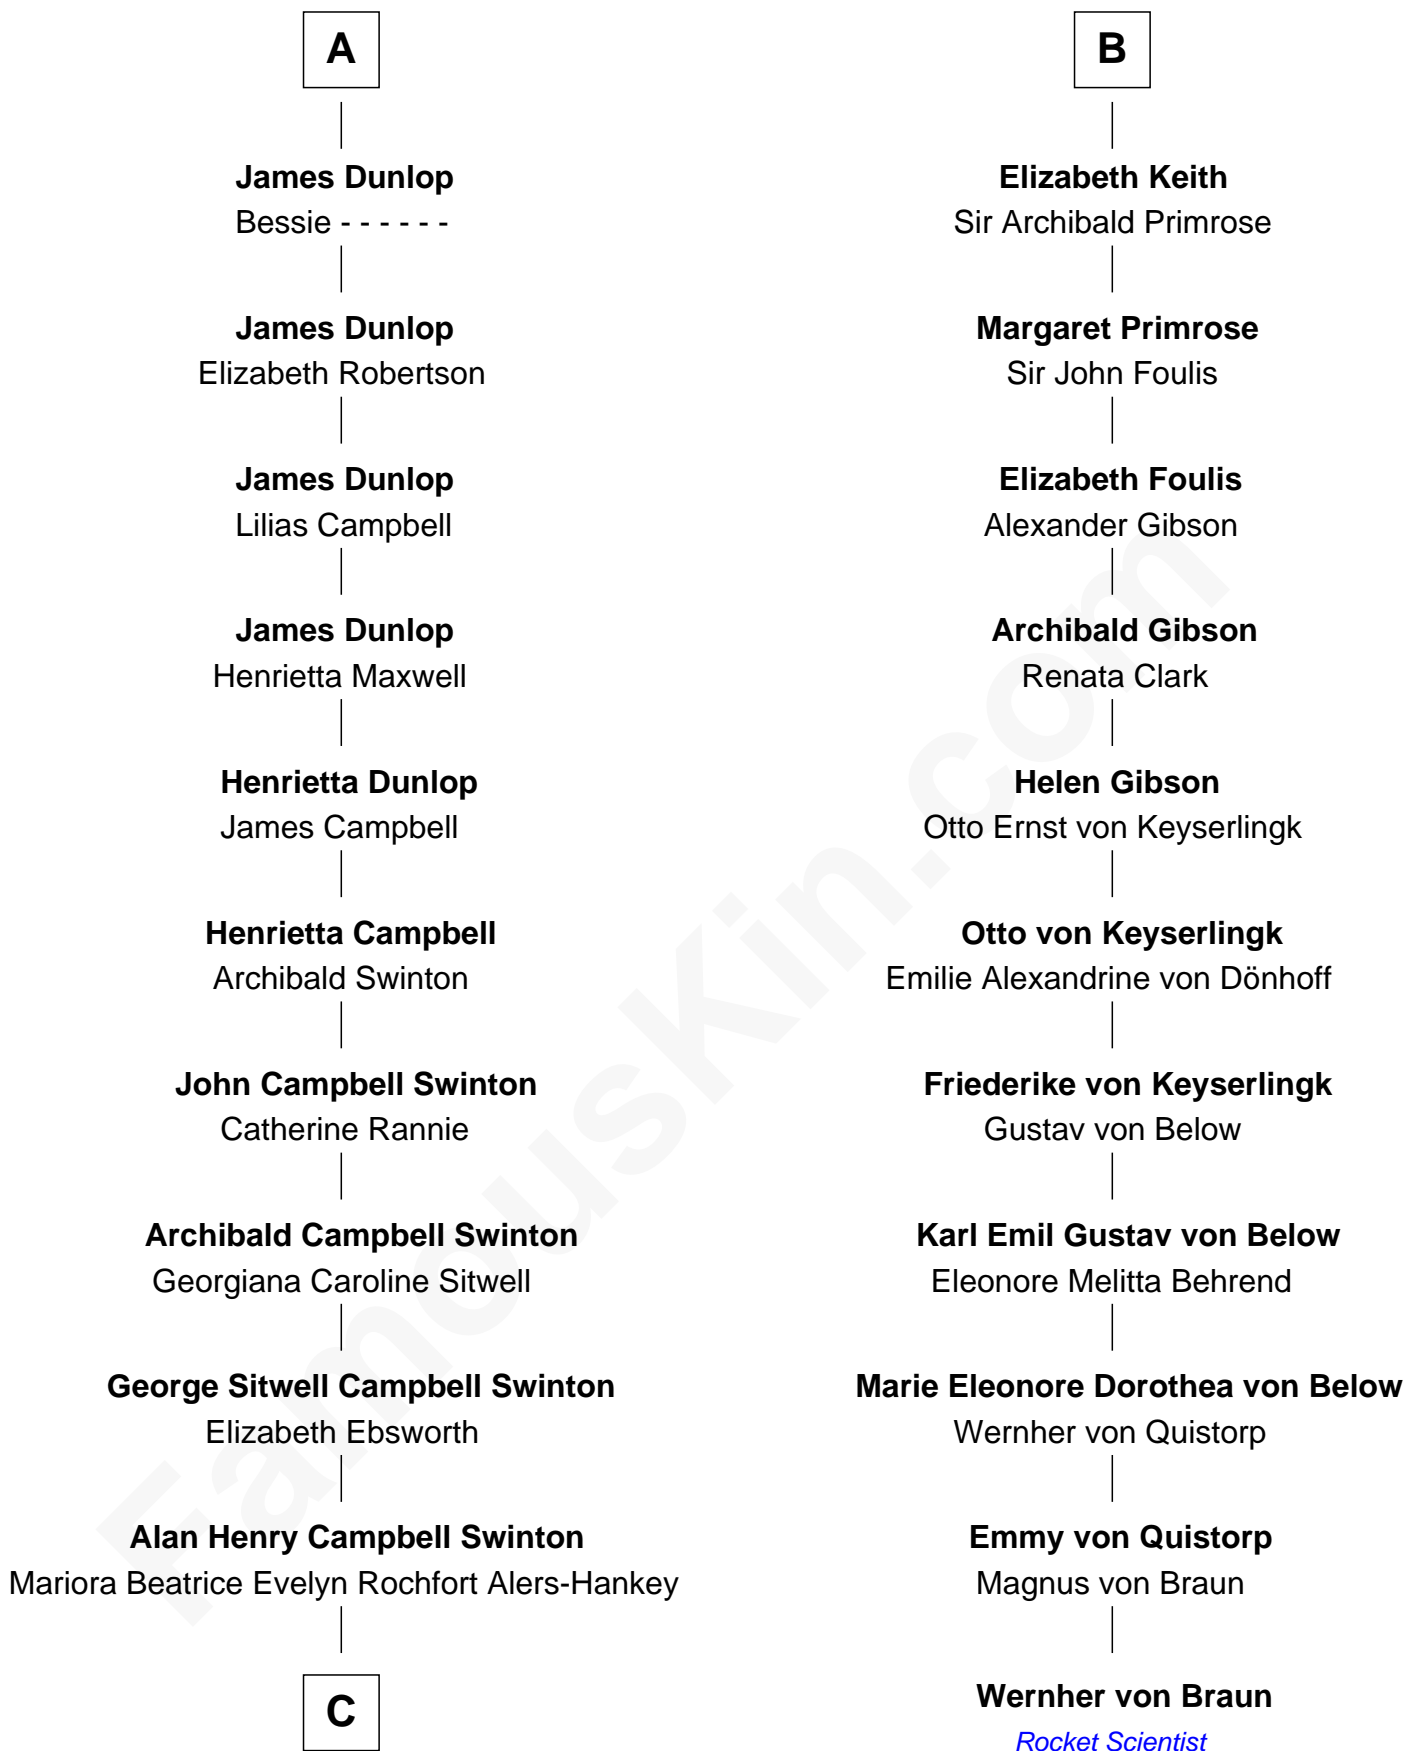 A
James Dunlop
Bessie - - - - - -
James Dunlop
Elizabeth Robertson
James Dunlop
Lilias Campbell
James Dunlop
Henrietta Maxwell
Henrietta Dunlop
James Campbell
Henrietta Campbell
Archibald Swinton
John Campbell Swinton
Catherine Rannie
Archibald Campbell Swinton
Georgiana Caroline Sitwell
George Sitwell Campbell Swinton
Elizabeth Ebsworth
Alan Henry Campbell Swinton
Mariora Beatrice Evelyn Rochfort Alers-Hankey
C
B
Elizabeth Keith
Sir Archibald Primrose
Margaret Primrose
Sir John Foulis
Elizabeth Foulis
Alexander Gibson
Archibald Gibson
Renata Clark
Helen Gibson
Otto Ernst von Keyserlingk
Otto von Keyserlingk
Emilie Alexandrine von Dönhoff
Friederike von Keyserlingk
Gustav von Below
Karl Emil Gustav von Below
Eleonore Melitta Behrend
Marie Eleonore Dorothea von Below
Wernher von Quistorp
Emmy von Quistorp
Magnus von Braun
Wernher von Braun
Rocket Scientist
FamousKin.com